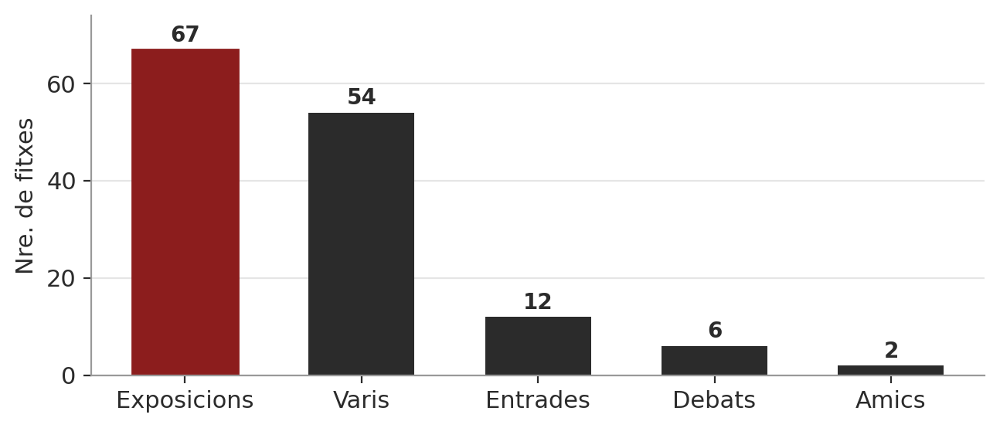 Nre. de fitxes
60
40
20
0
67
54
12
6
2
Exposicions
Varis
Entrades
Debats
Amics